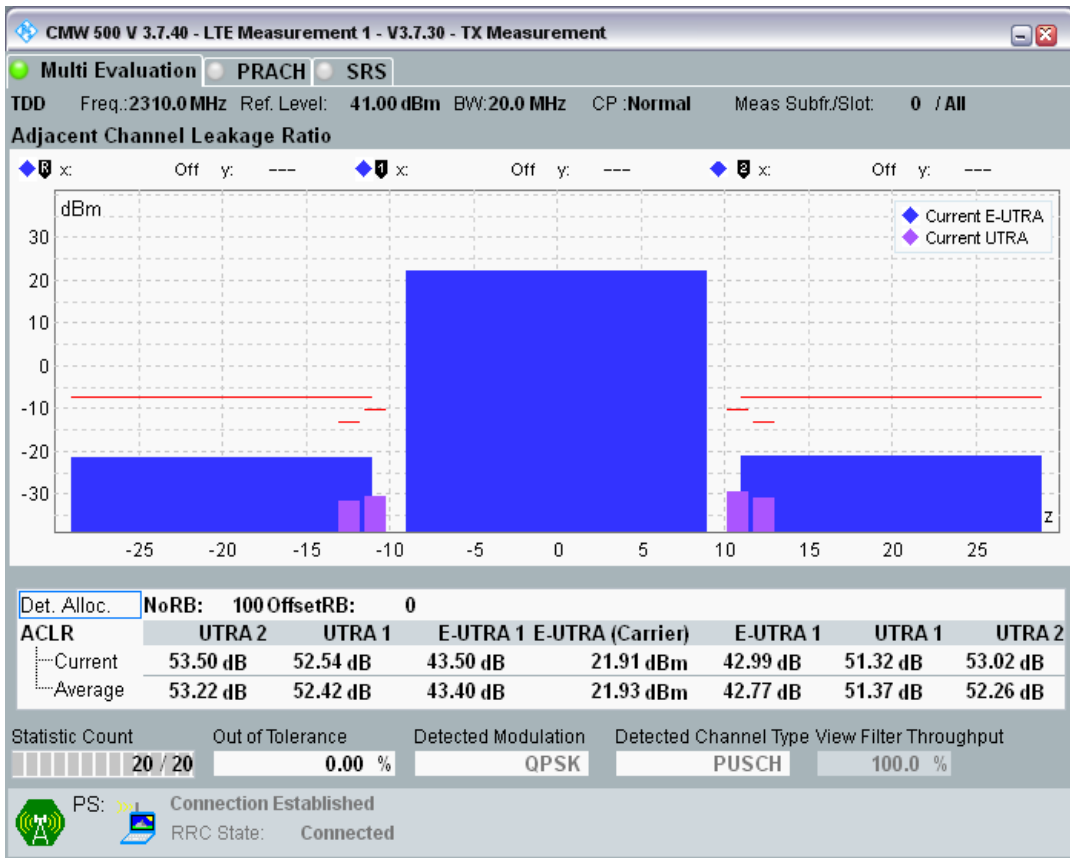 CMW 500 V 3.7.40 - LTE Measurement 1 - V3.7.30 - TX Measurement
Multi Evaluation PRACH SRS
TDD Freq.:2310.0 MHz Ref. Level: 41.00 dBm BW:20.0 MHz CP :Normal Meas Subfr./Slot: 0 / All
Adjacent Channel Leakage Ratio
R x: Off y: --- 1 x: Off y: --- 2 x: Off y: ---
dBm
Current E-UTRA
Current UTRA
30
20
10
0
-10
-20
-30
z
-25 -20 -15 -10 -5 0 5 10 15 20 25
Det. Alloc. NoRB: 100 OffsetRB: 0
ACLR UTRA 2 UTRA 1 E-UTRA 1 E-UTRA (Carrier) E-UTRA 1 UTRA 1 UTRA 2
Current 53.50 dB 52.54 dB 43.50 dB 21.91 dBm 42.99 dB 51.32 dB 53.02 dB
Average 53.22 dB 52.42 dB 43.40 dB 21.93 dBm 42.77 dB 51.37 dB 52.26 dB
Statistic Count Out of Tolerance Detected Modulation Detected Channel Type View Filter Throughput
20 / 20 0.00 % QPSK PUSCH 100.0 %
PS: Connection Established
RRC State: Connected